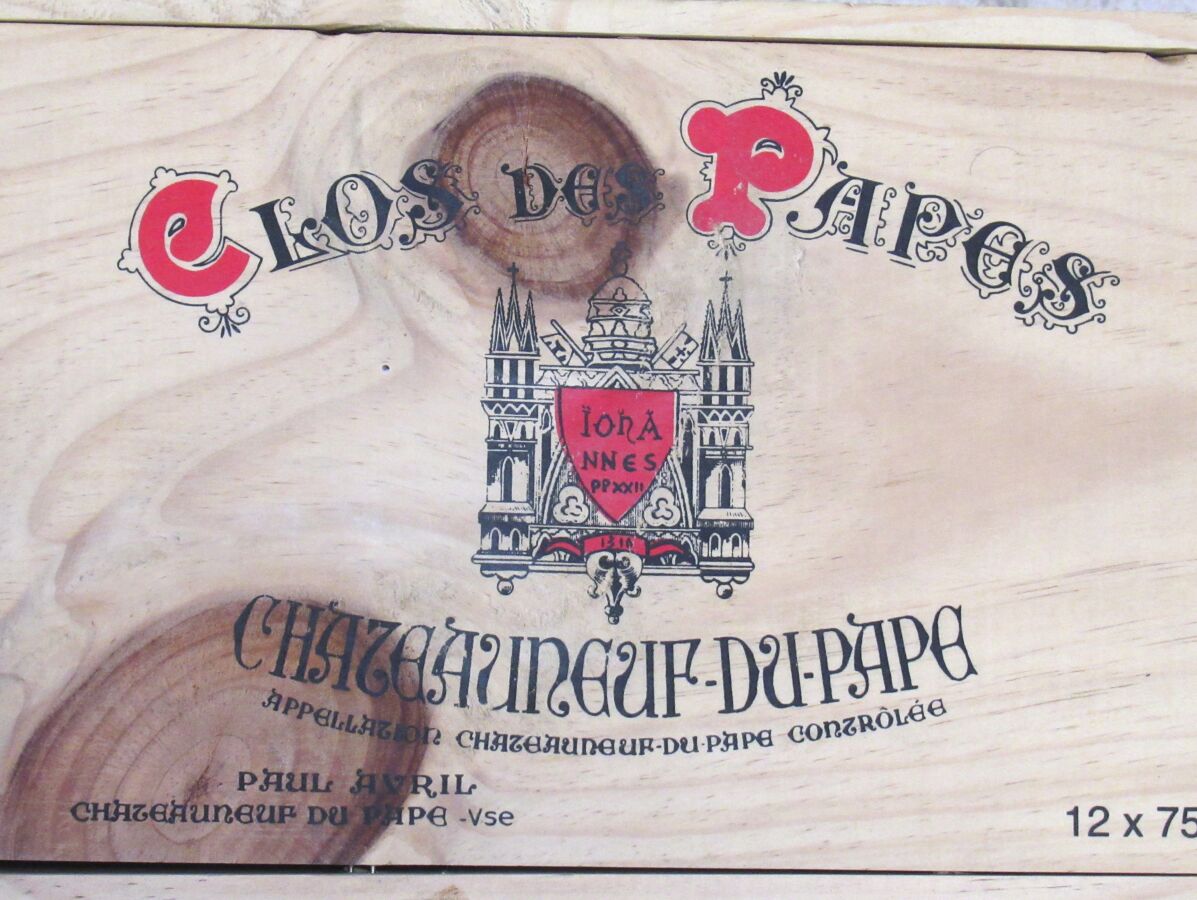 CLOS DES PAPES
IOHA
NNES
PPXXII
1316
CHATEAUNEUF-DU-PAPE
APPELLATION CHATEAUNEUF-DU-PAPE CONTRÔLÉE
PAUL AVRIL
CHATEAUNEUF DU PAPE -Vse
12 x 75